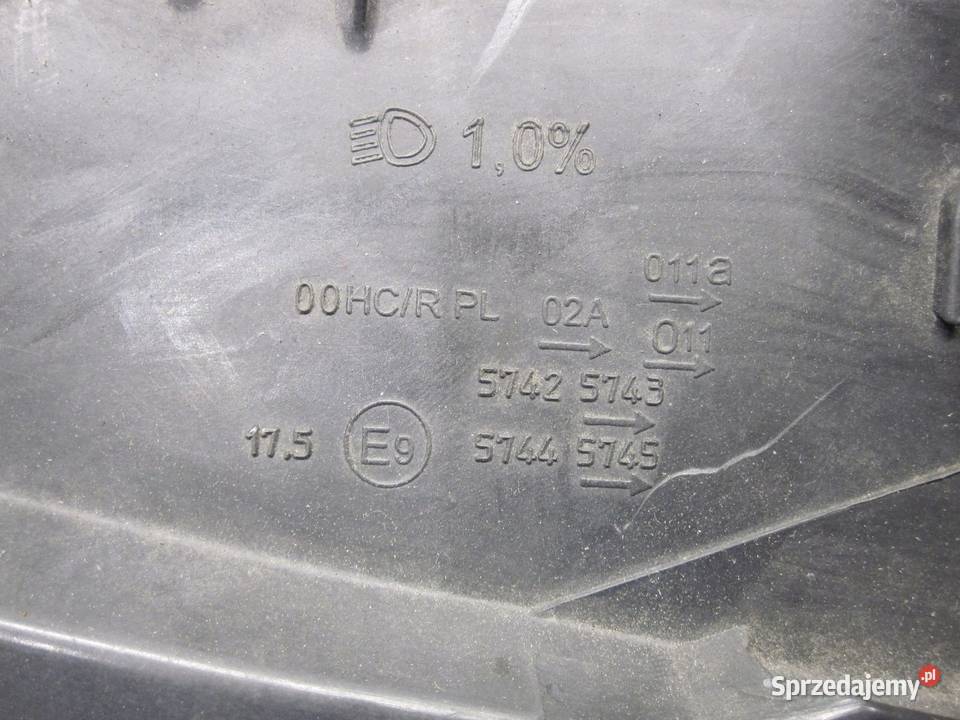 1,0%
011a
00HC/R PL 02A
011
5742 5743
17,5 E9 5744 5745
Sprzedajemy.pl